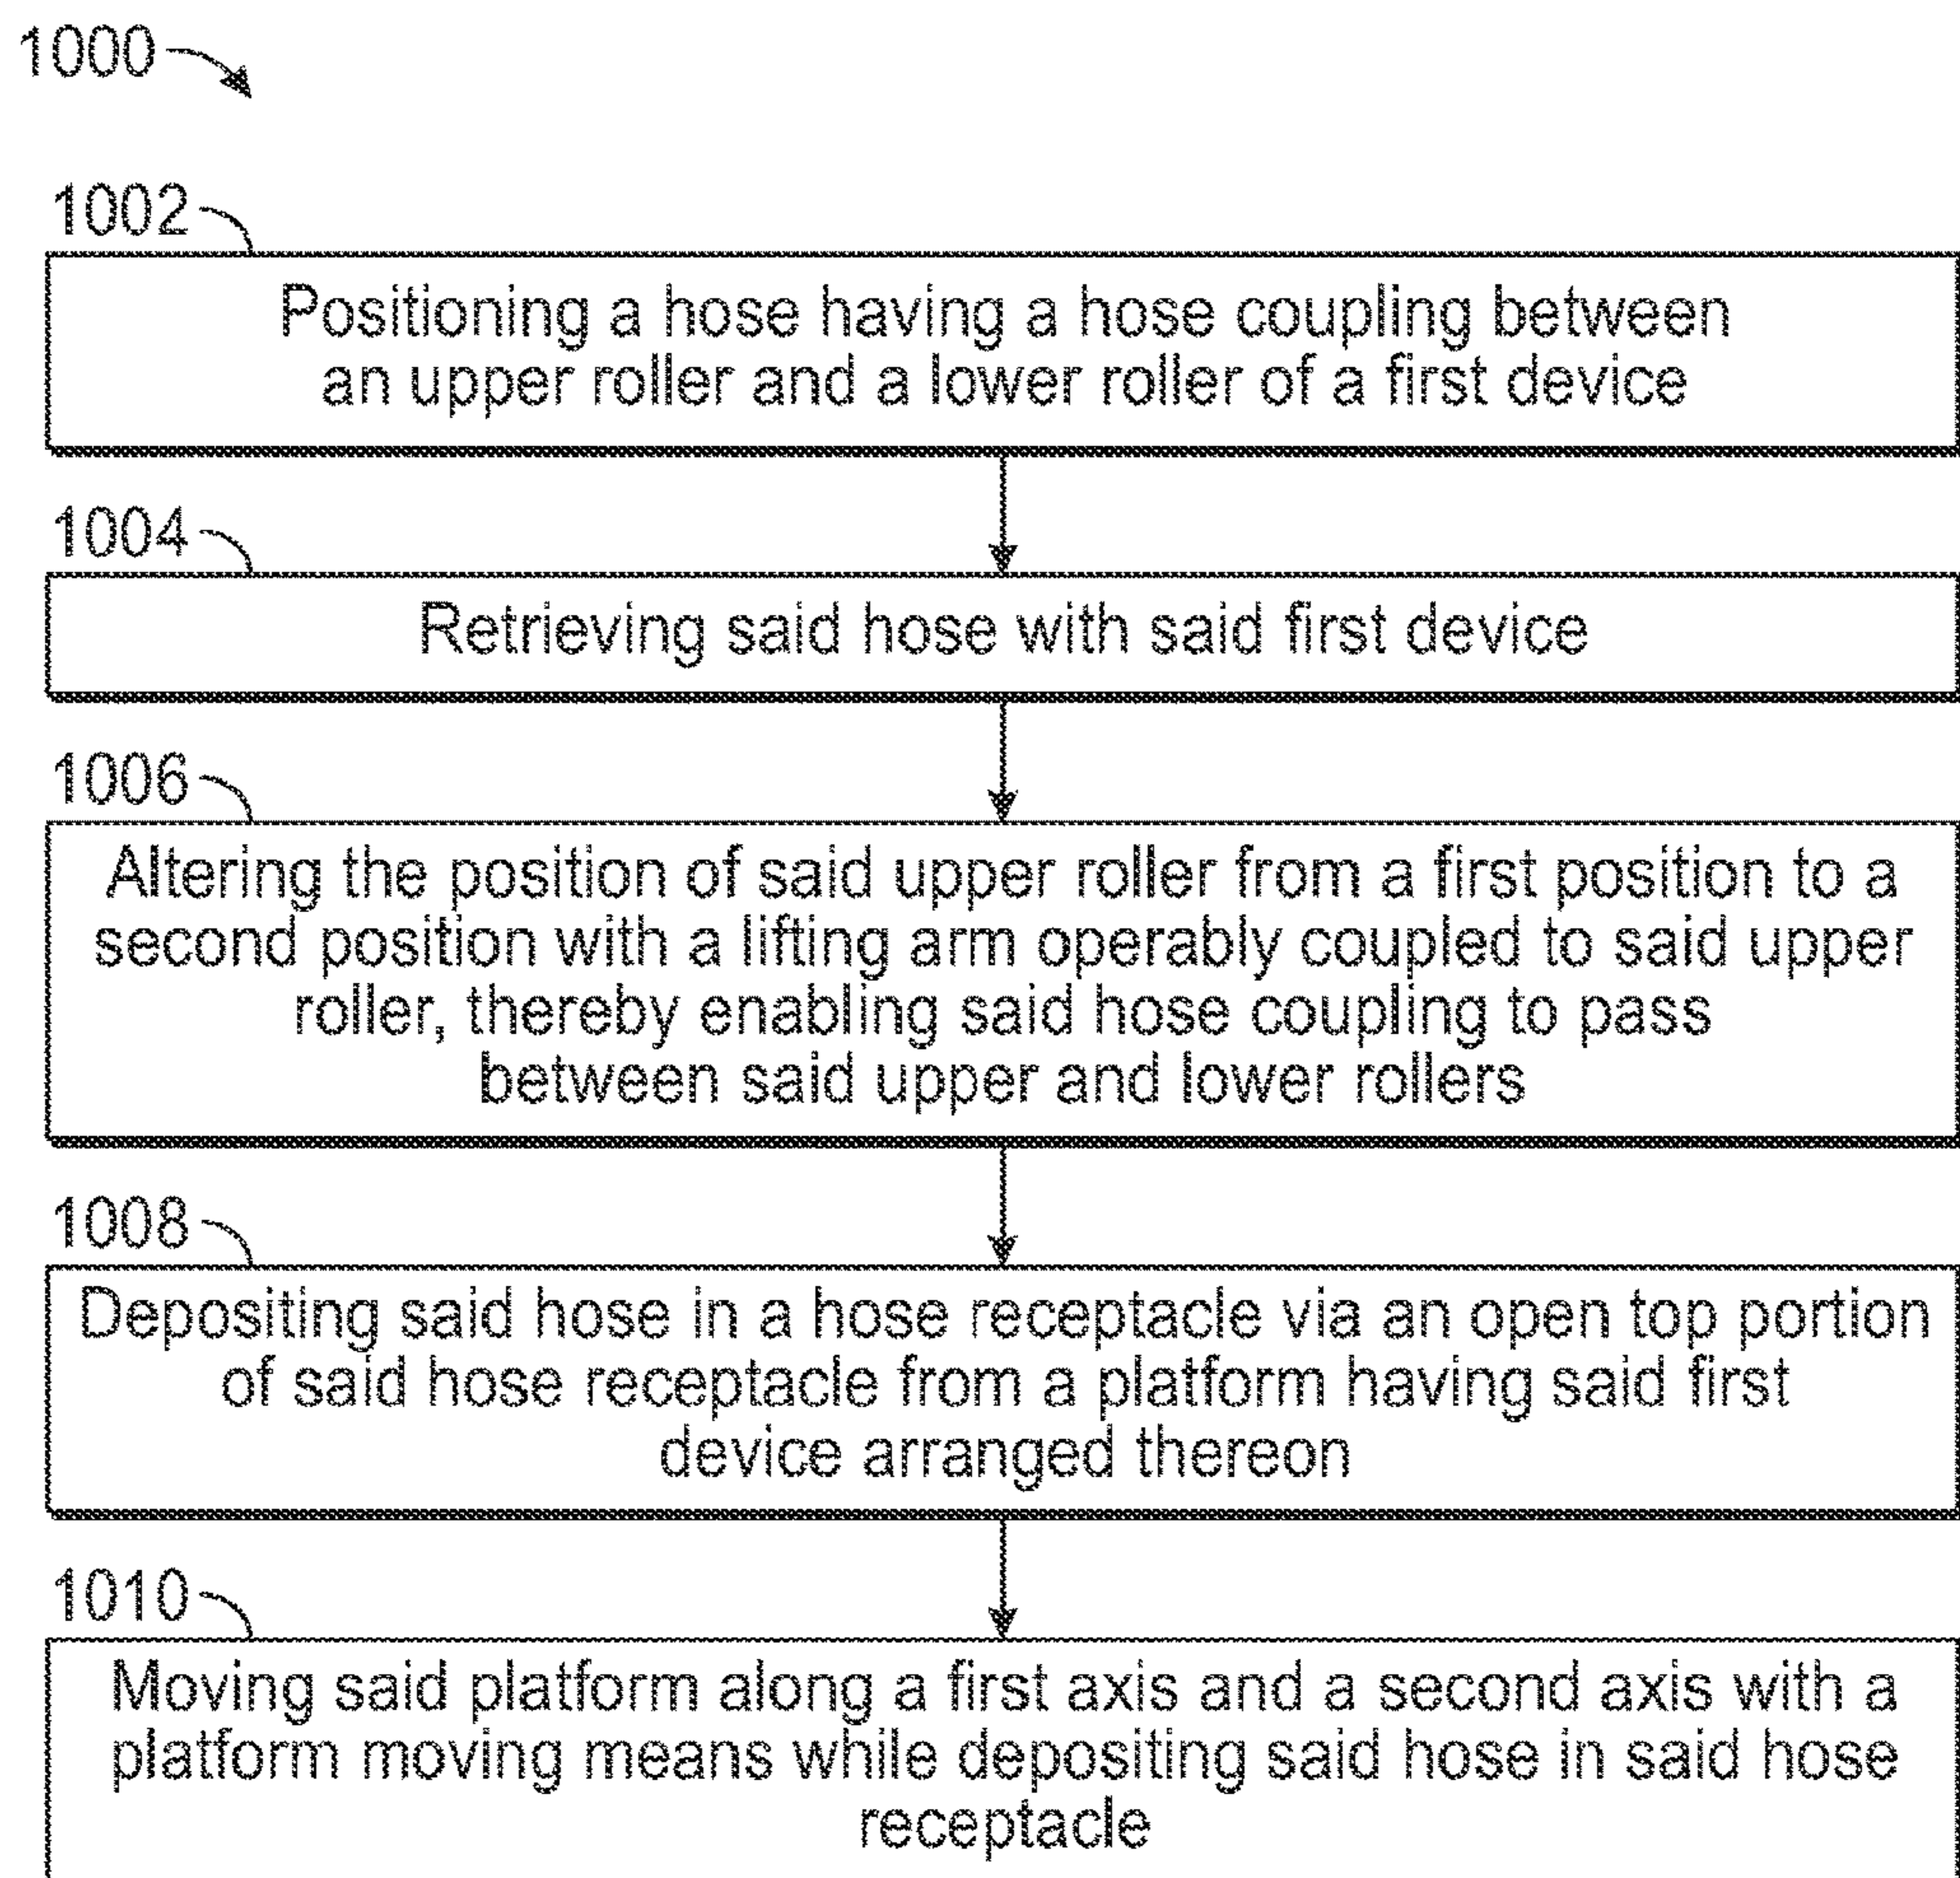 1000
1002
Positioning a hose having a hose coupling between
an upper roller and a lower roller of a first device
1004
Retrieving said hose with said first device
1006
Altering the position of said upper roller from a first position to a
second position with a lifting arm operably coupled to said upper
roller, thereby enabling said hose coupling to pass
between said upper and lower rollers
1008
Depositing said hose in a hose receptacle via an open top portion
of said hose receptacle from a platform having said first
device arranged thereon
1010
Moving said platform along a first axis and a second axis with a
platform moving means while depositing said hose in said hose
receptacle